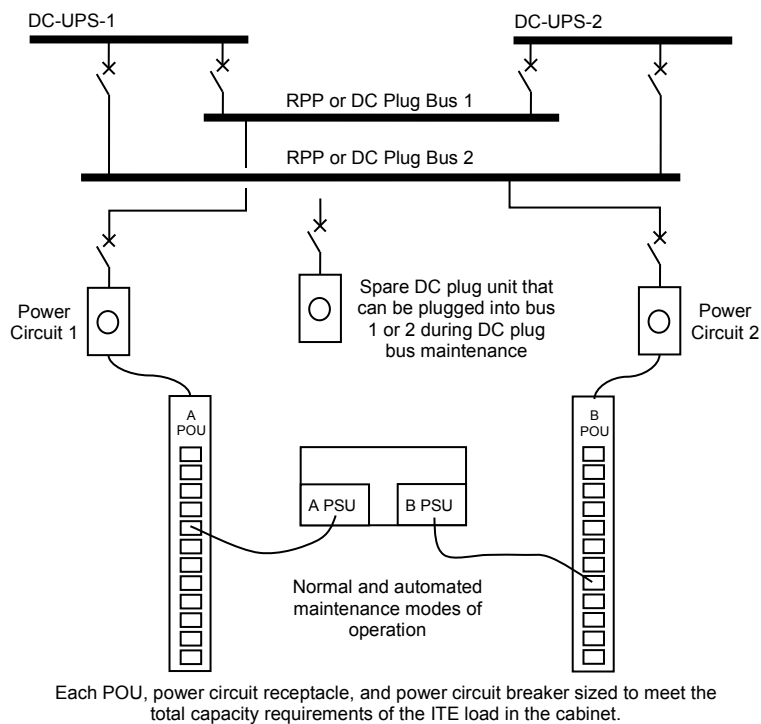 DC-UPS-1
DC-UPS-2
RPP or DC Plug Bus 1
RPP or DC Plug Bus 2
Power
Circuit 1
Spare DC plug unit that
can be plugged into bus
1 or 2 during DC plug
bus maintenance
Power
Circuit 2
A
POU
B
POU
A PSU
B PSU
Normal and automated
maintenance modes of
operation
Each POU, power circuit receptacle, and power circuit breaker sized to meet the
total capacity requirements of the ITE load in the cabinet.